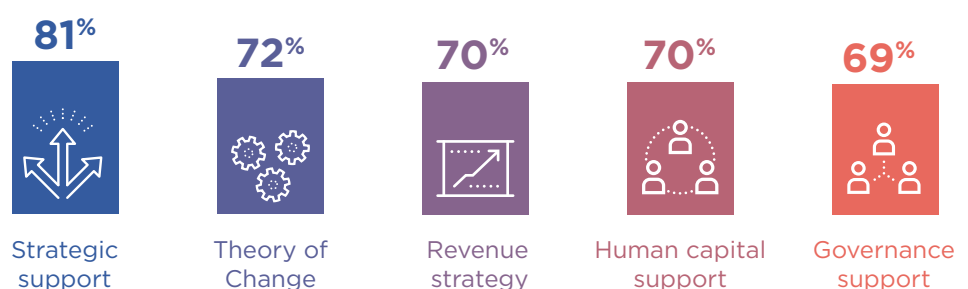 81%
72%
70%
70%
69%
Strategic
support
Theory of
Change
Revenue
strategy
Human capital
support
Governance
support